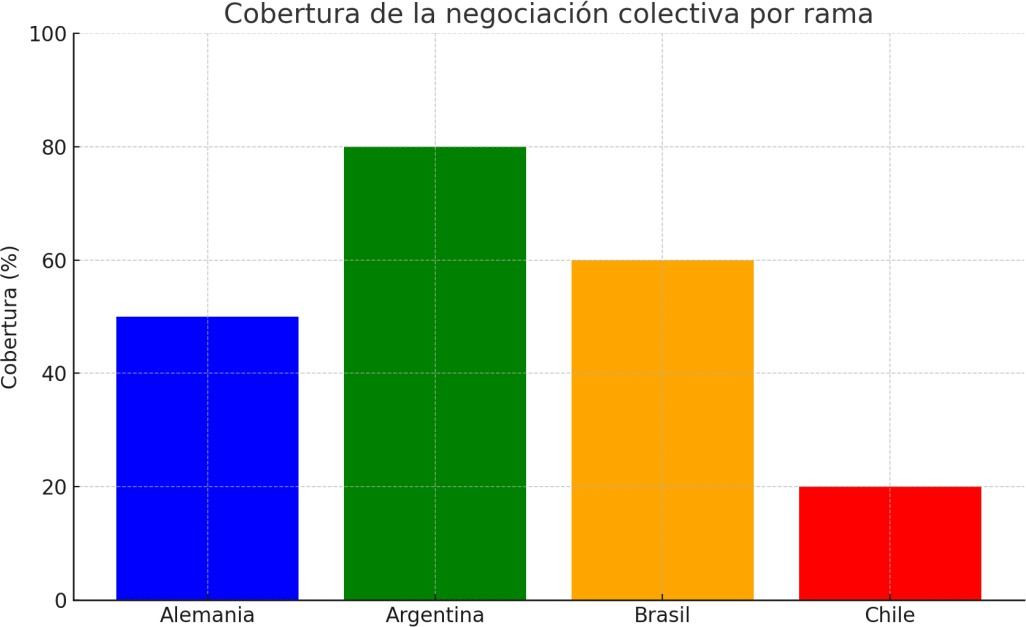 Cobertura de la negociación colectiva por rama
Cobertura (%)
100
80
60
40
20
0
Alemania
Argentina
Brasil
Chile